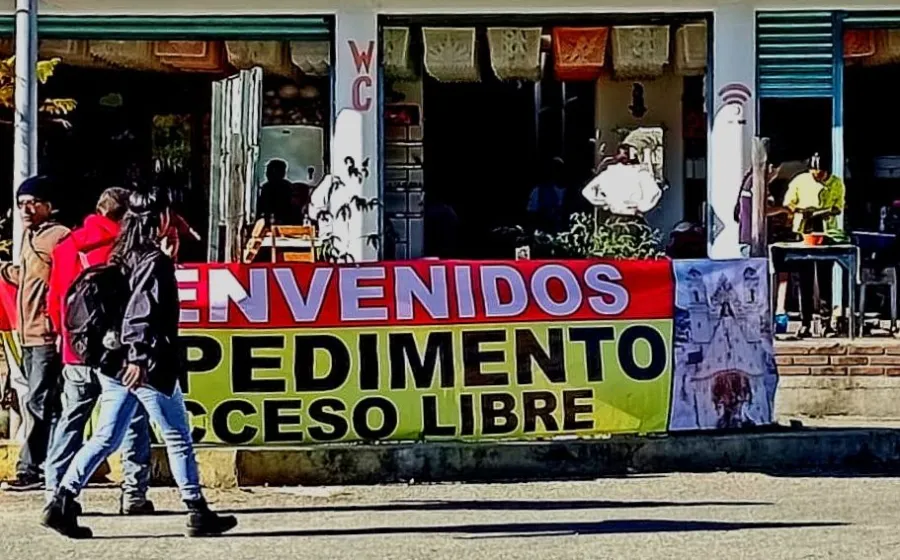 WC
ENVENIDOS
PEDIMENTO
CCESO LIBRE